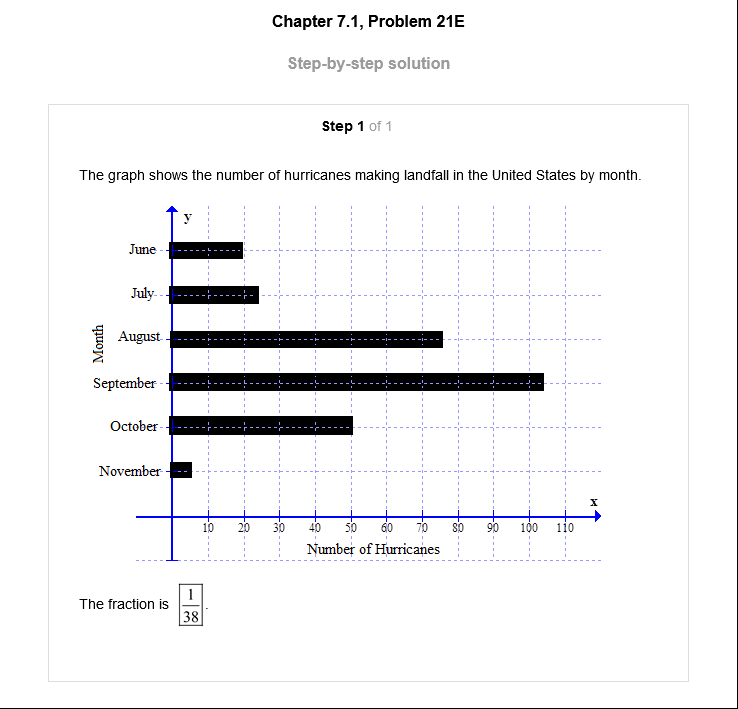 Chapter 7.1, Problem 21E
Step-by-step solution
Step 1 of 1
The graph shows the number of hurricanes making landfall in the United States by month.
y
June
July
August
September
October
November
Month
x
10 20 30 40 50 60 70 80 90 100 110
Number of Hurricanes
The fraction is 1/38.